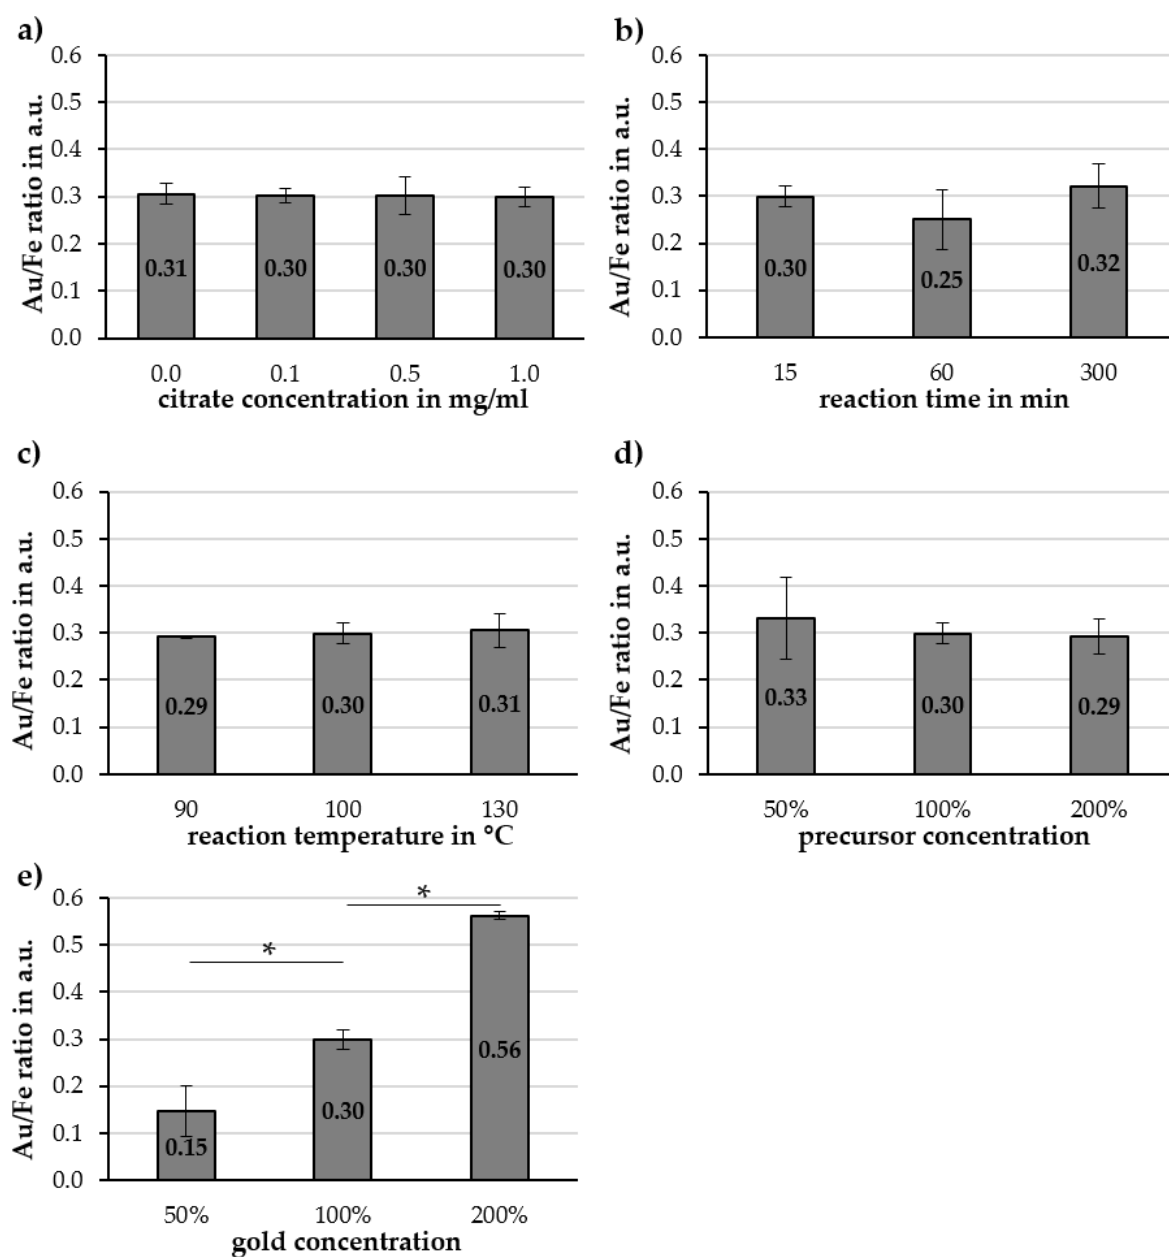 a)
Au/Fe ratio in a.u.
0.6
0.5
0.4
0.3
0.2
0.1
0.0
0.31
0.30
0.30
0.30
0.0 0.1 0.5 1.0
citrate concentration in mg/ml
b)
Au/Fe ratio in a.u.
0.6
0.5
0.4
0.3
0.2
0.1
0.0
0.30
0.25
0.32
15 60 300
reaction time in min
c)
Au/Fe ratio in a.u.
0.6
0.5
0.4
0.3
0.2
0.1
0.0
0.29
0.30
0.31
90 100 130
reaction temperature in °C
d)
Au/Fe ratio in a.u.
0.6
0.5
0.4
0.3
0.2
0.1
0.0
0.33
0.30
0.29
50% 100% 200%
precursor concentration
e)
Au/Fe ratio in a.u.
0.6
0.5
0.4
0.3
0.2
0.1
0.0
*
*
0.15
0.30
0.56
50% 100% 200%
gold concentration